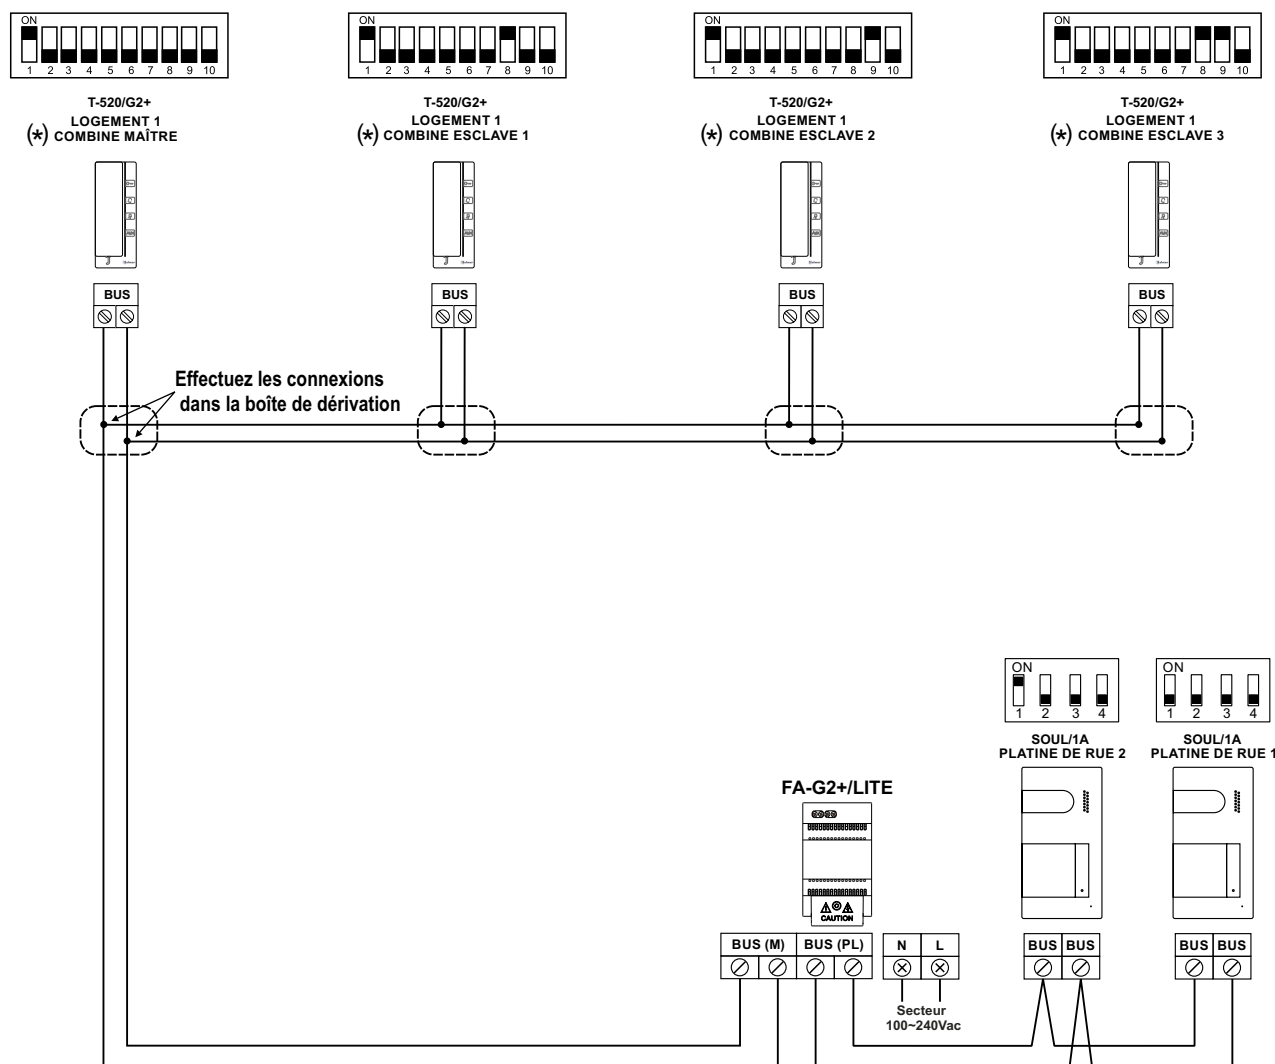 ON
1 2 3 4 5 6 7 8 9 10
T-520/G2+
LOGEMENT 1
(*) COMBINE MAÎTRE
BUS
ON
1 2 3 4 5 6 7 8 9 10
T-520/G2+
LOGEMENT 1
(*) COMBINE ESCLAVE 1
BUS
ON
1 2 3 4 5 6 7 8 9 10
T-520/G2+
LOGEMENT 1
(*) COMBINE ESCLAVE 2
BUS
ON
1 2 3 4 5 6 7 8 9 10
T-520/G2+
LOGEMENT 1
(*) COMBINE ESCLAVE 3
BUS
Effectuez les connexions
dans la boîte de dérivation
ON
1 2 3 4
SOUL/1A
PLATINE DE RUE 2
ON
1 2 3 4
SOUL/1A
PLATINE DE RUE 1
FA-G2+/LITE
CAUTION
BUS (M) BUS (PL) N L
Secteur
100~240Vac
BUS BUS
BUS BUS